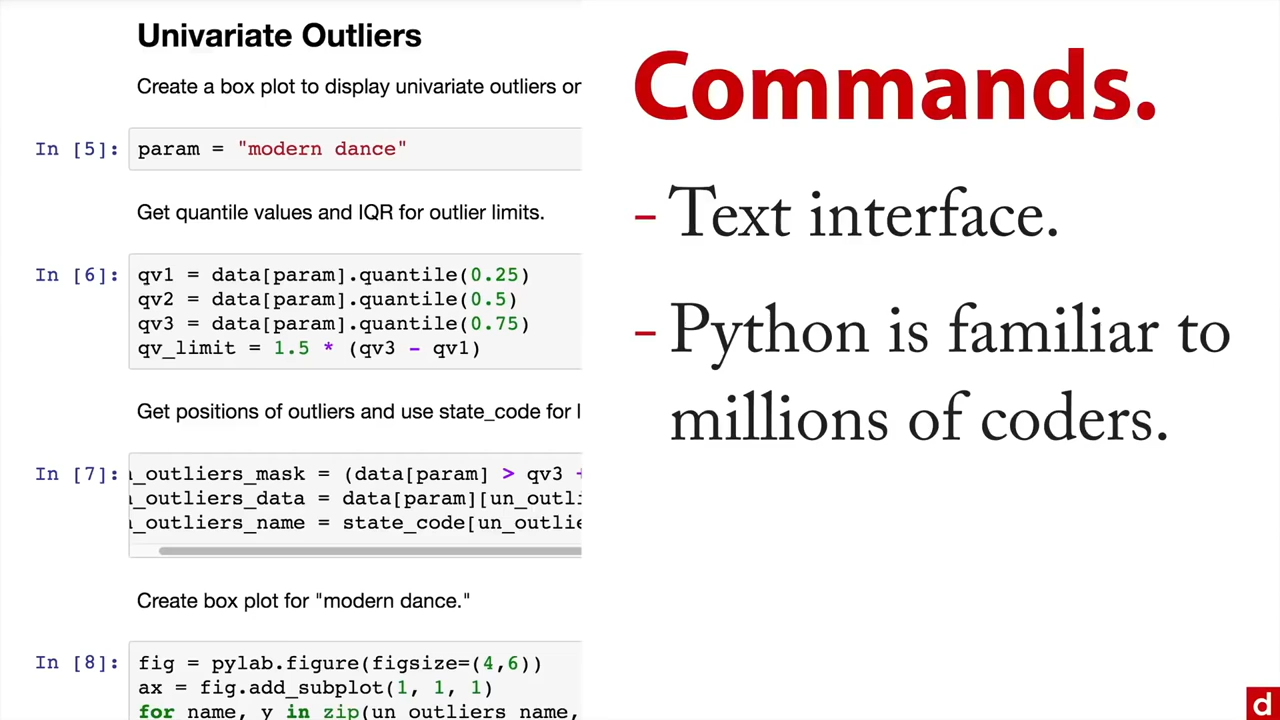 Univariate Outliers
Create a box plot to display univariate outliers on
In [5]: param = "modern dance"
Get quantile values and IQR for outlier limits.
In [6]: qv1 = data[param].quantile(0.25)
qv2 = data[param].quantile(0.5)
qv3 = data[param].quantile(0.75)
qv_limit = 1.5 * (qv3 - qv1)
Get positions of outliers and use state_code for l
In [7]: n_outliers_mask = (data[param] > qv3 +
n_outliers_data = data[param][un_outli
n_outliers_name = state_code[un_outlie
Create box plot for "modern dance."
In [8]: fig = pylab.figure(figsize=(4,6))
ax = fig.add_subplot(1, 1, 1)
for name, y in zip(un_outliers_name,
Commands.
- Text interface.
- Python is familiar to
millions of coders.
d